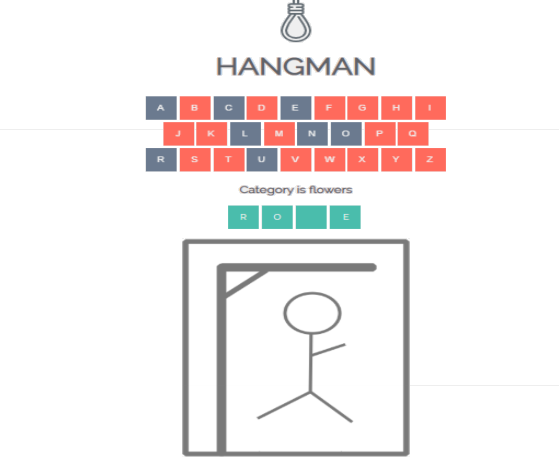 HANGMAN
A B C D E F G H I
J K L M N O P Q
R S T U V W X Y Z
Category is flowers
R O E